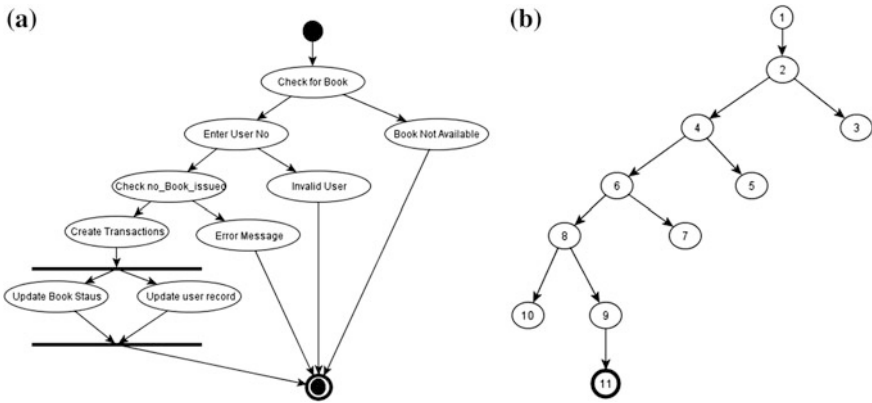 (a)
Check for Book
Enter User No
Book Not Available
Check no_Book_issued
Invalid User
Create Transactions
Error Message
Update Book Staus
Update user record
(b)
1
2
4
3
6
5
8
7
10
9
11